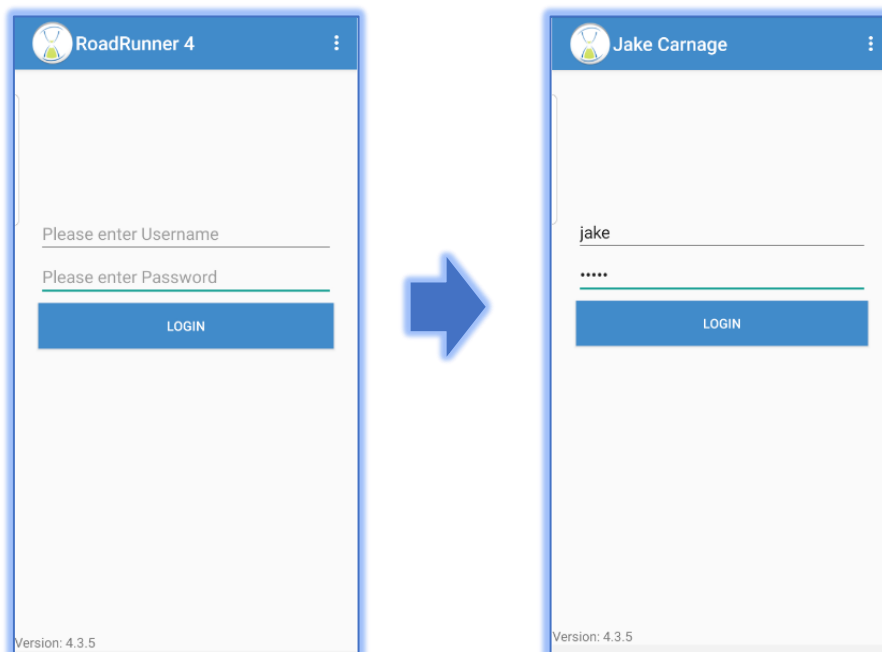 RoadRunner 4
Please enter Username
Please enter Password
LOGIN
Version: 4.3.5
Jake Carnage
jake
•••••
LOGIN
Version: 4.3.5